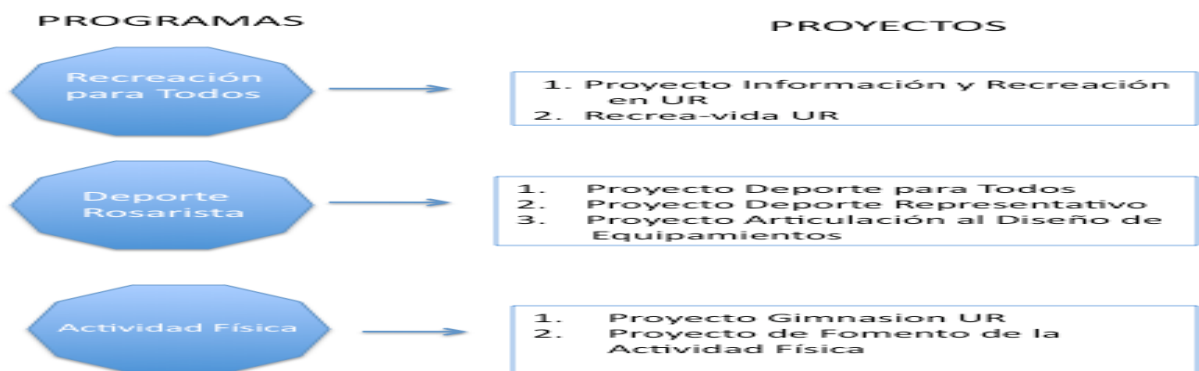 PROGRAMAS
PROYECTOS
Recreación
para Todos
1. Proyecto Información y Recreación
en UR
2. Recrea-vida UR
Deporte
Rosarista
1. Proyecto Deporte para Todos
2. Proyecto Deporte Representativo
3. Proyecto Articulación al Diseño de
Equipamientos
Actividad Física
1. Proyecto Gimnasion UR
2. Proyecto de Fomento de la
Actividad Física